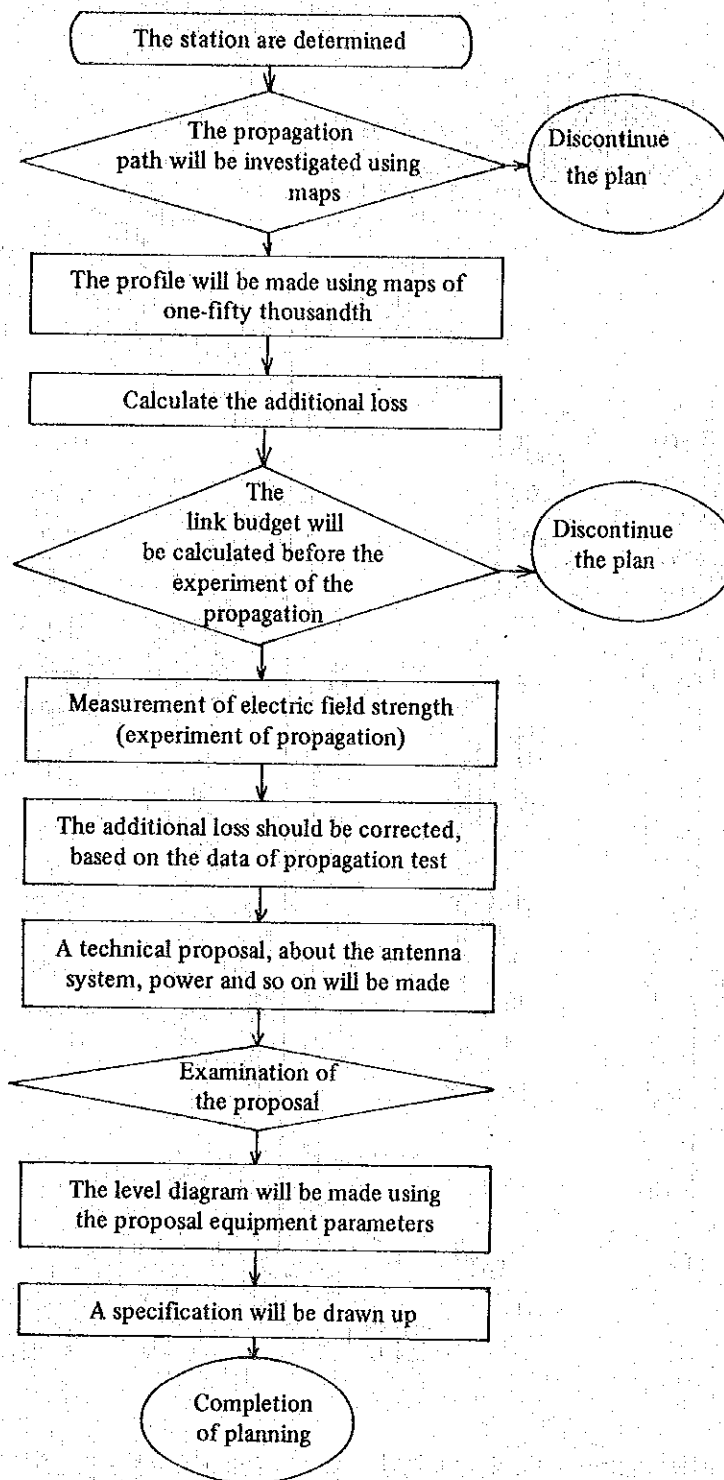 The station are determined
The propagation
path will be investigated using
maps
Discontinue
the plan
The profile will be made using maps of
one-fifty thousandth
Calculate the additional loss
The
link budget will
be calculated before the
experiment of the
propagation
Discontinue
the plan
Measurement of electric field strength
(experiment of propagation)
The additional loss should be corrected,
based on the data of propagation test
A technical proposal, about the antenna
system, power and so on will be made
Examination of
the proposal
The level diagram will be made using
the proposal equipment parameters
A specification will be drawn up
Completion
of planning